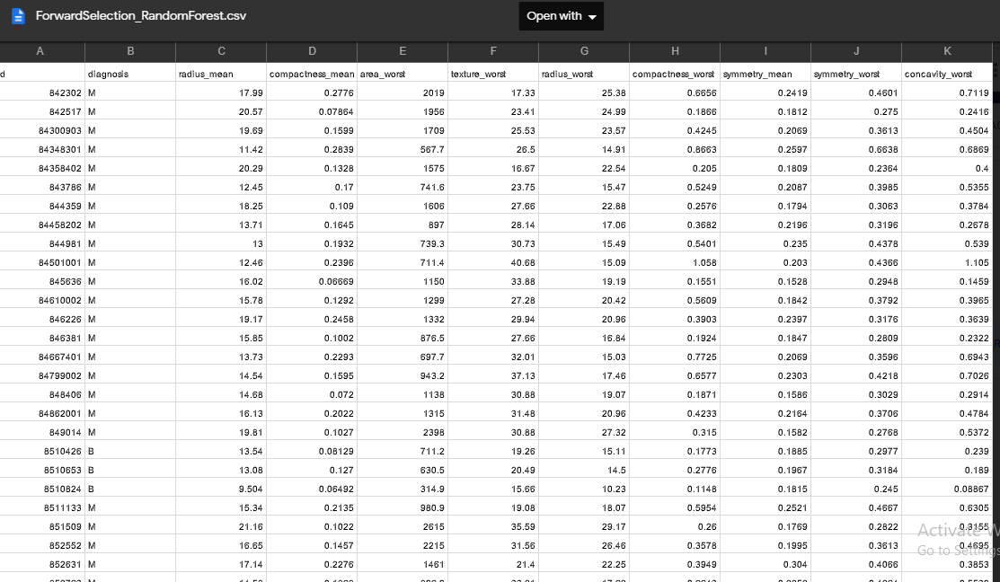 ForwardSelection_RandomForest.csv Open with
A B C D E F G H I J K
d diagnosis radius_mean compactness_mean area_worst texture_worst radius_worst compactness_worst symmetry_mean symmetry_worst concavity_worst
842302 M 17.99 0.2776 2019 17.33 25.38 0.6656 0.2419 0.4601 0.7119
842517 M 20.57 0.07864 1956 23.41 24.99 0.1866 0.1812 0.275 0.2416
84300903 M 19.69 0.1599 1709 25.53 23.57 0.4245 0.2069 0.3613 0.4504
84348301 M 11.42 0.2839 567.7 26.5 14.91 0.8663 0.2597 0.6638 0.6869
84358402 M 20.29 0.1328 1575 16.67 22.54 0.205 0.1809 0.2364 0.4
843786 M 12.45 0.17 741.6 23.75 15.47 0.5249 0.2087 0.3985 0.5355
844359 M 18.25 0.109 1606 27.66 22.88 0.2576 0.1794 0.3063 0.3784
84458202 M 13.71 0.1645 897 28.14 17.06 0.3682 0.2196 0.3196 0.2678
844981 M 13 0.1932 739.3 30.73 15.49 0.5401 0.235 0.4378 0.539
84501001 M 12.46 0.2396 711.4 40.68 15.09 1.058 0.203 0.4366 1.105
845636 M 16.02 0.06669 1150 33.88 19.19 0.1551 0.1528 0.2948 0.1459
84610002 M 15.78 0.1292 1299 27.28 20.42 0.5609 0.1842 0.3792 0.3965
846226 M 19.17 0.2458 1332 29.94 20.96 0.3903 0.2397 0.3176 0.3639
846381 M 15.85 0.1002 876.5 27.66 16.84 0.1924 0.1847 0.2809 0.2322
84667401 M 13.73 0.2293 697.7 32.01 15.03 0.7725 0.2069 0.3596 0.6943
84799002 M 14.54 0.1595 943.2 37.13 17.46 0.6577 0.2303 0.4218 0.7026
848406 M 14.68 0.072 1138 30.88 19.07 0.1871 0.1586 0.3029 0.2914
84862001 M 16.13 0.2022 1315 31.48 20.96 0.4233 0.2164 0.3706 0.4784
849014 M 19.81 0.1027 2398 30.88 27.32 0.315 0.1582 0.2768 0.5372
8510426 B 13.54 0.08129 711.2 19.26 15.11 0.1773 0.1885 0.2977 0.239
8510653 B 13.08 0.127 630.5 20.49 14.5 0.2776 0.1967 0.3184 0.189
8510824 B 9.504 0.06492 314.9 15.66 10.23 0.1148 0.1815 0.245 0.08867
8511133 M 15.34 0.2135 980.9 19.08 18.07 0.5954 0.2521 0.4667 0.6305
851509 M 21.16 0.1022 2615 35.59 29.17 0.26 0.1769 0.2822 0.3155
Activate W
852552 M 16.65 0.1457 2215 31.56 26.46 0.3578 0.1995 0.3613 0.4695
Go to Settings
852631 M 17.14 0.2276 1461 21.4 22.25 0.3949 0.304 0.4066 0.3853